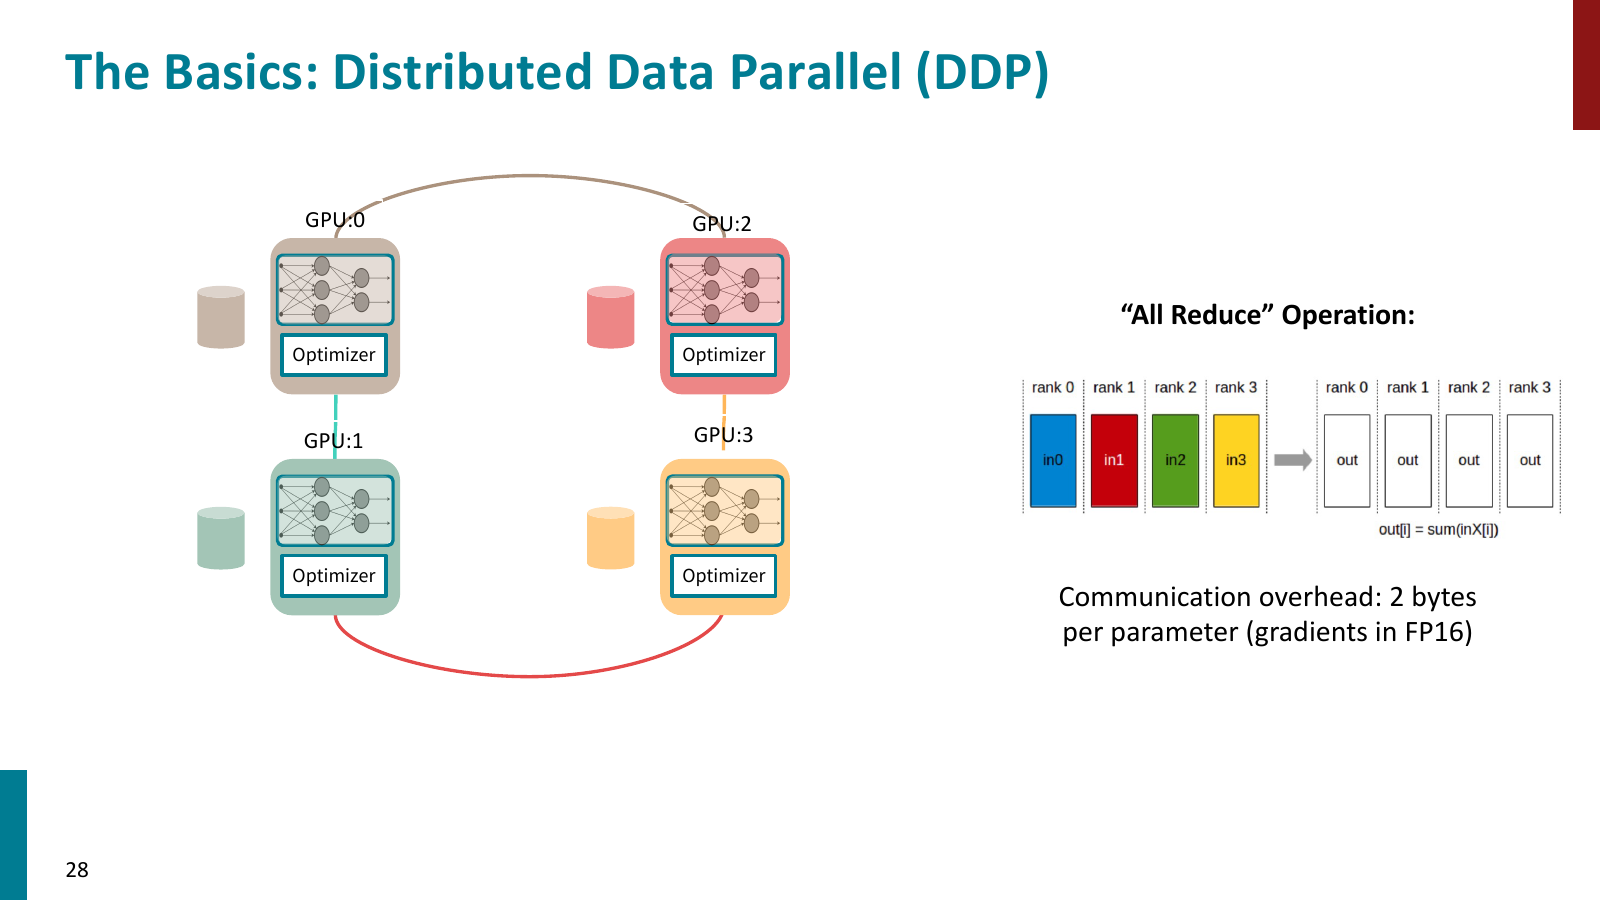 The Basics: Distributed Data Parallel (DDP)
GPU:0
GPU:2
Optimizer
Optimizer
GPU:1
GPU:3
Optimizer
Optimizer
“All Reduce” Operation:
rank 0 rank 1 rank 2 rank 3 rank 0 rank 1 rank 2 rank 3
in0 in1 in2 in3 out out out out
out[i] = sum(inX[i])
Communication overhead: 2 bytes
per parameter (gradients in FP16)
28